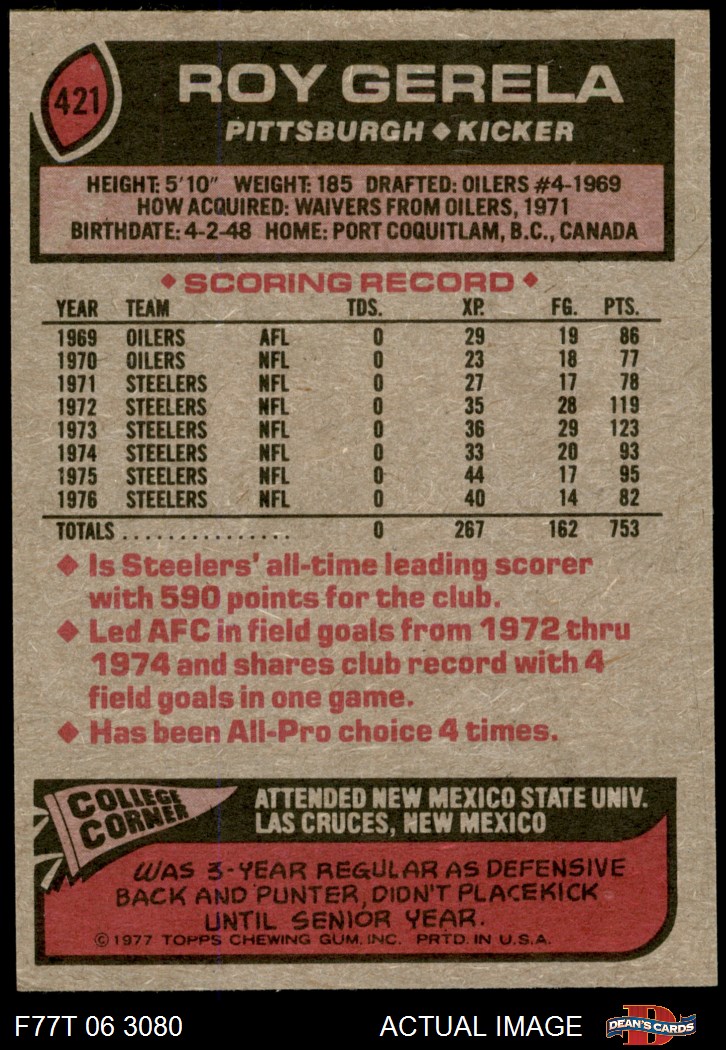 421
ROY GERELA
PITTSBURGH ◆ KICKER
HEIGHT: 5'10" WEIGHT: 185 DRAFTED: OILERS #4-1969
HOW ACQUIRED: WAIVERS FROM OILERS, 1971
BIRTHDATE: 4-2-48 HOME: PORT COQUITLAM, B.C., CANADA
◆ SCORING RECORD ◆
YEAR TEAM TDS. XP. FG. PTS.
1969 OILERS AFL 0 29 19 86
1970 OILERS NFL 0 23 18 77
1971 STEELERS NFL 0 27 17 78
1972 STEELERS NFL 0 35 28 119
1973 STEELERS NFL 0 36 29 123
1974 STEELERS NFL 0 33 20 93
1975 STEELERS NFL 0 44 17 95
1976 STEELERS NFL 0 40 14 82
TOTALS ................ 0 267 162 753
◆ Is Steelers' all-time leading scorer
with 590 points for the club.
◆ Led AFC in field goals from 1972 thru
1974 and shares club record with 4
field goals in one game.
◆ Has been All-Pro choice 4 times.
COLLEGE
CORNER
ATTENDED NEW MEXICO STATE UNIV.
LAS CRUCES, NEW MEXICO
WAS 3-YEAR REGULAR AS DEFENSIVE
BACK AND PUNTER, DIDN'T PLACEKICK
UNTIL SENIOR YEAR.
© 1977 TOPPS CHEWING GUM, INC. PRTD. IN U.S.A.
F77T 06 3080 ACTUAL IMAGE
D
DEAN'S CARDS